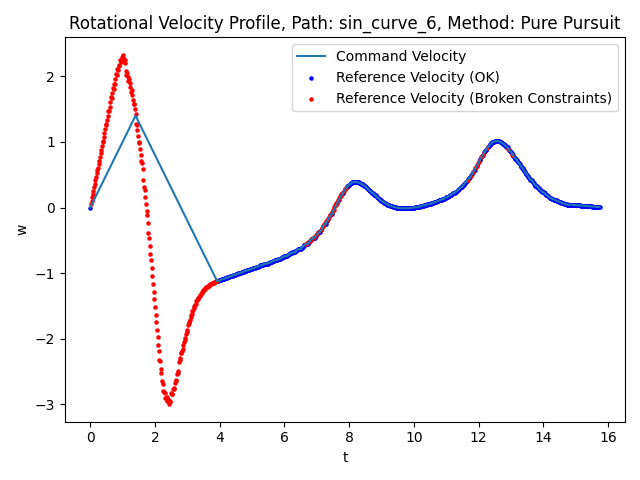 Rotational Velocity Profile, Path: sin_curve_6, Method: Pure Pursuit
Command Velocity
Reference Velocity (OK)
Reference Velocity (Broken Constraints)
2
1
0
−1
−2
−3
w
0 2 4 6 8 10 12 14 16
t